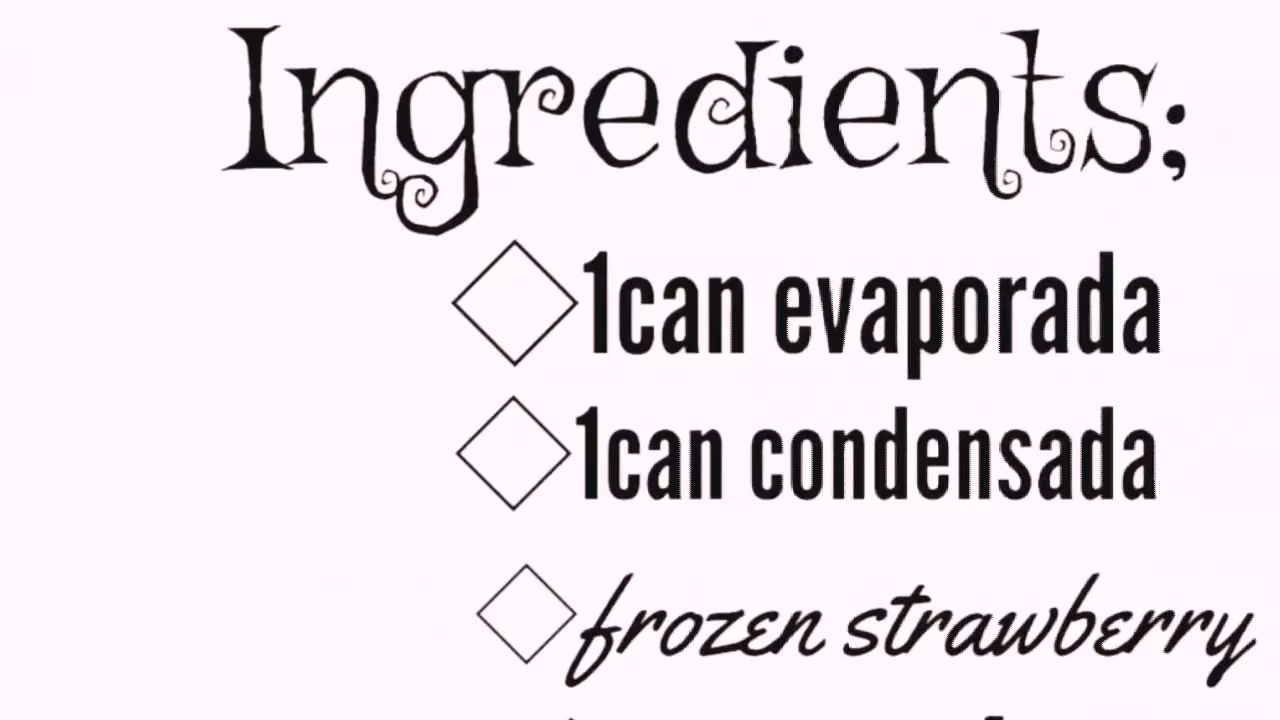 Ingredients;
1can evaporada
1can condensada
frozen strawberry